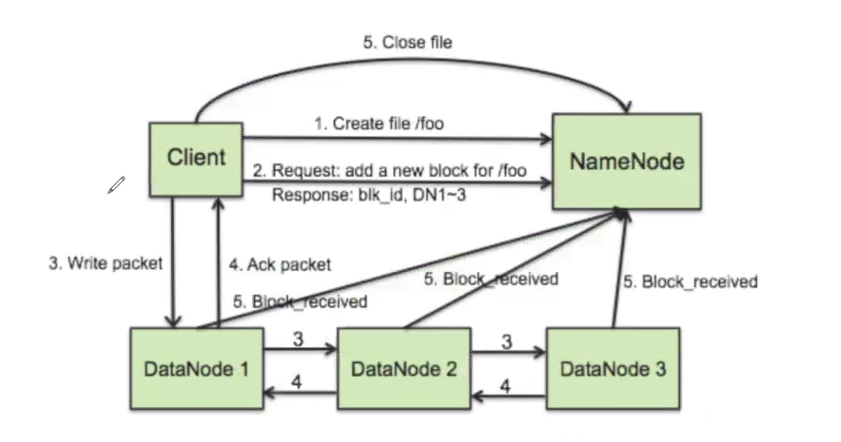 5. Close file
1. Create file /foo
Client
NameNode
2. Request: add a new block for /foo
Response: blk_id, DN1~3
3. Write packet
4. Ack packet
5. Block_received
5. Block_received
5. Block_received
DataNode 1
3
4
DataNode 2
3
4
DataNode 3